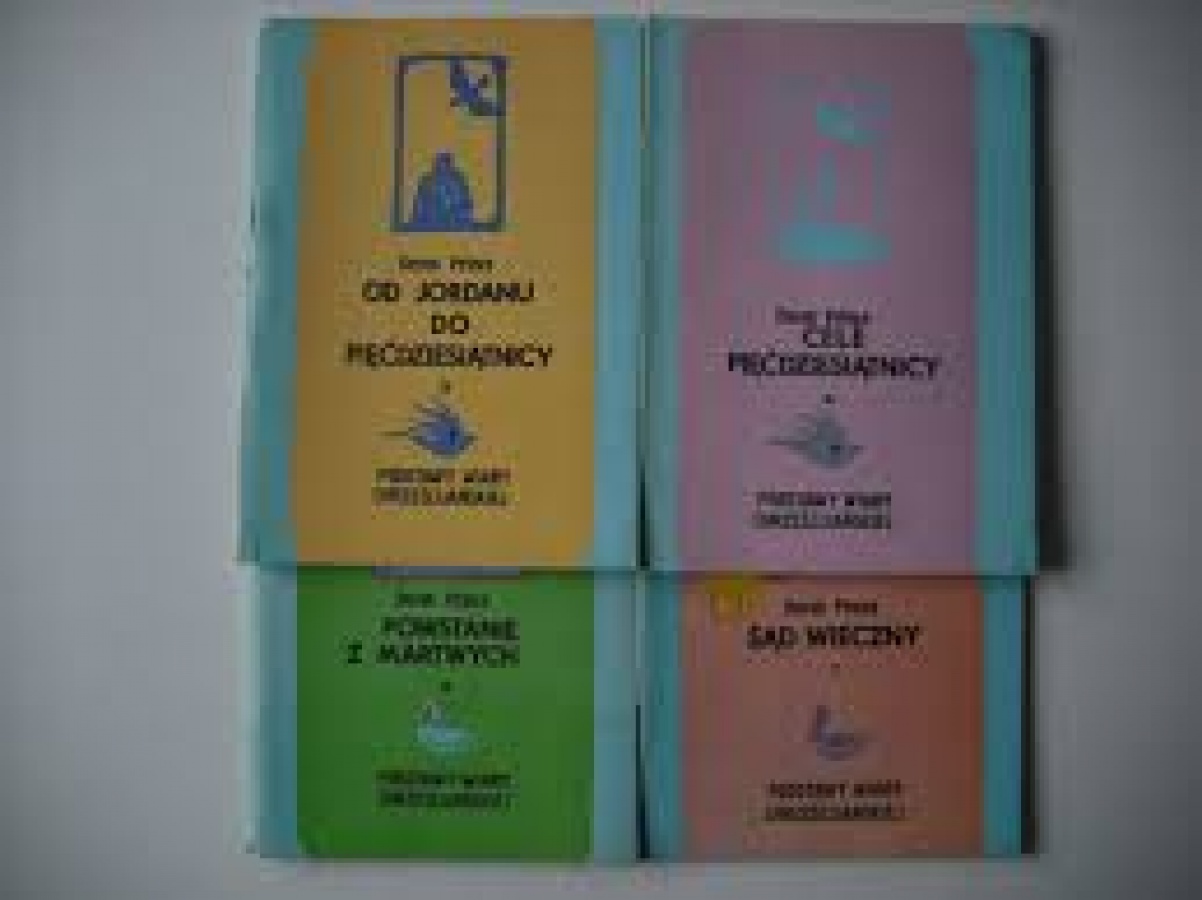 Derek Prince
OD JORDANU
DO
PIĘĆDZIESIĄTNICY
PODSTAWY WIARY
CHRZEŚCIJAŃSKIEJ
Derek Prince
CELE
PIĘĆDZIESIĄTNICY
PODSTAWY WIARY
CHRZEŚCIJAŃSKIEJ
Derek Prince
POWSTANIE
Z MARTWYCH
PODSTAWY WIARY
CHRZEŚCIJAŃSKIEJ
Derek Prince
SĄD WIECZNY
PODSTAWY WIARY
CHRZEŚCIJAŃSKIEJ